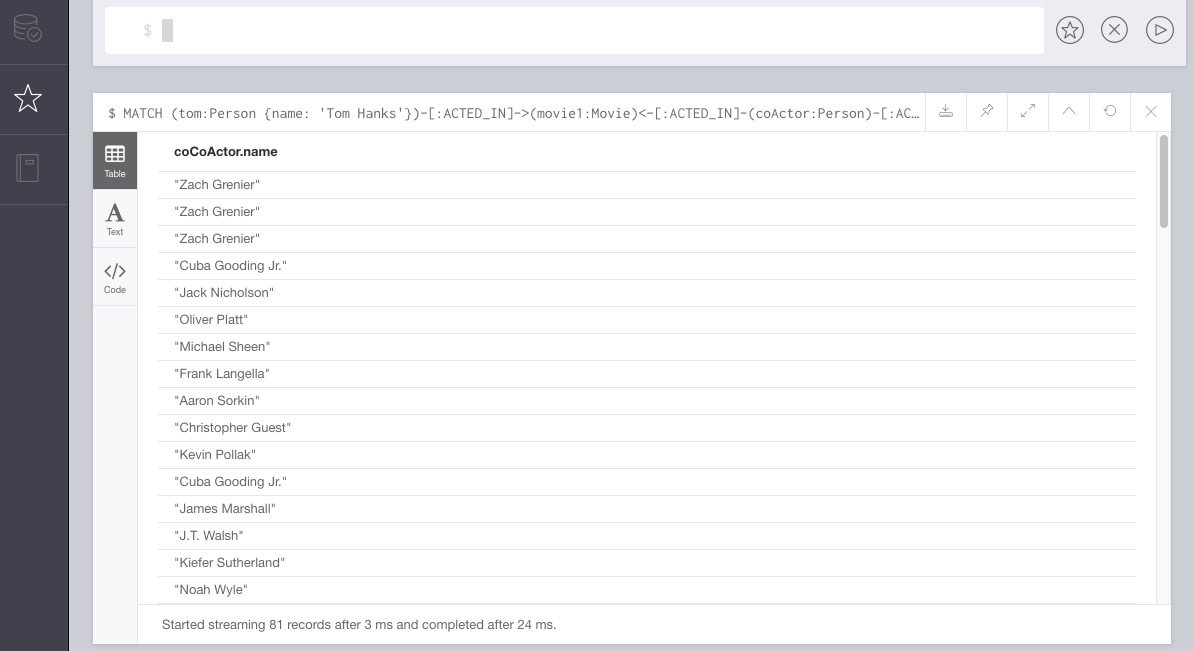 $
$ MATCH (tom:Person {name: 'Tom Hanks'})-[:ACTED_IN]->(movie1:Movie)<-[:ACTED_IN]-(coActor:Person)-[:AC…
Table
Text
Code
coCoActor.name
"Zach Grenier"
"Zach Grenier"
"Zach Grenier"
"Cuba Gooding Jr."
"Jack Nicholson"
"Oliver Platt"
"Michael Sheen"
"Frank Langella"
"Aaron Sorkin"
"Christopher Guest"
"Kevin Pollak"
"Cuba Gooding Jr."
"James Marshall"
"J.T. Walsh"
"Kiefer Sutherland"
"Noah Wyle"
Started streaming 81 records after 3 ms and completed after 24 ms.